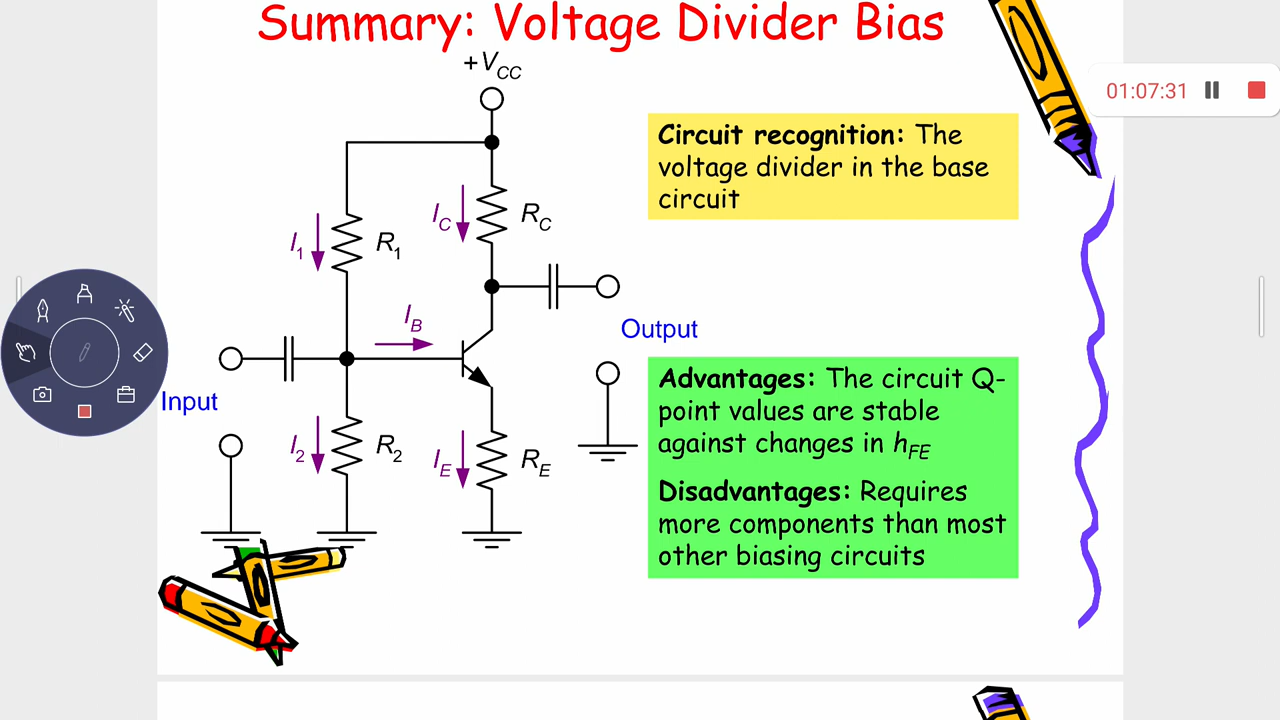 Summary: Voltage Divider Bias
+VCC
01:07:31
Circuit recognition: The
voltage divider in the base
circuit
IC
RC
I1
R1
IB
Output
Input
Advantages: The circuit Q-
point values are stable
against changes in hFE
I2
R2
IE
RE
Disadvantages: Requires
more components than most
other biasing circuits